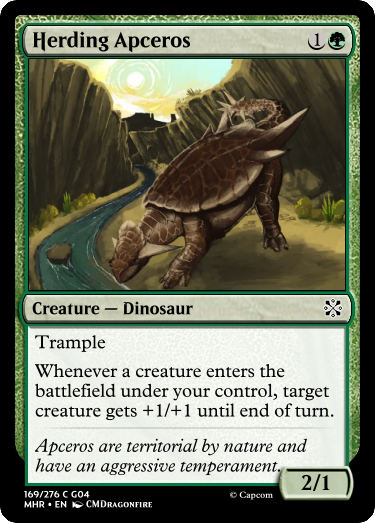 Herding Apceros 1
Creature — Dinosaur
Trample
Whenever a creature enters the
battlefield under your control, target
creature gets +1/+1 until end of turn.
Apceros are territorial by nature and
have an aggressive temperament.
2/1
169/276 C G04
MHR • EN CMDragonfire
© Capcom